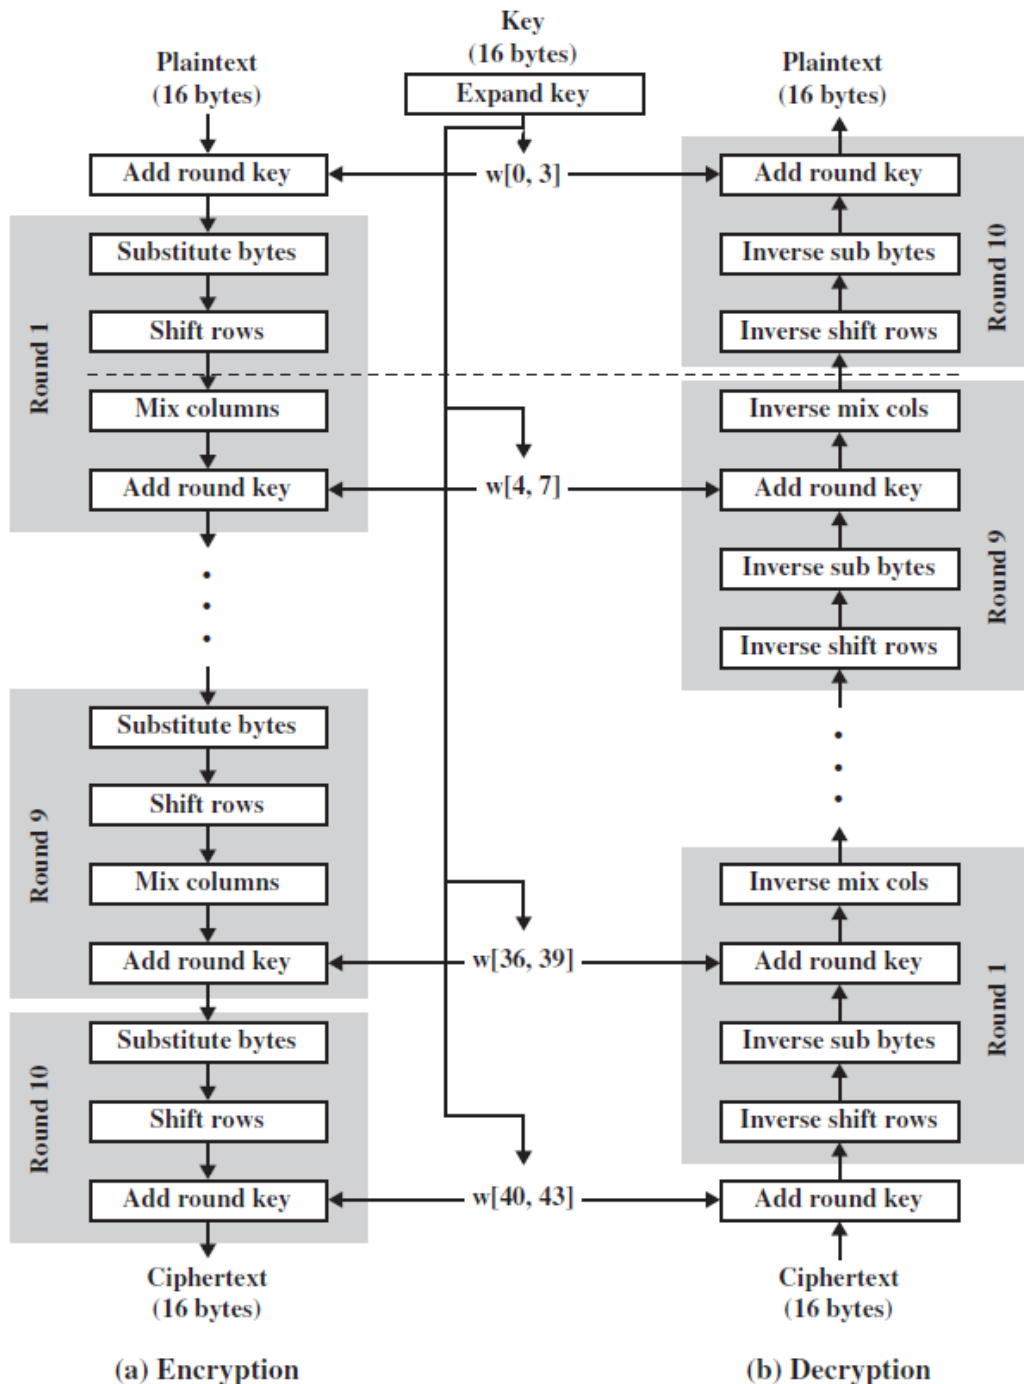 Key
(16 bytes)
Expand key
Plaintext
(16 bytes)
Add round key
Round 1
Substitute bytes
Shift rows
Mix columns
Add round key
Round 9
Substitute bytes
Shift rows
Mix columns
Add round key
Round 10
Substitute bytes
Shift rows
Add round key
Ciphertext
(16 bytes)
(a) Encryption
w[0, 3]
w[4, 7]
w[36, 39]
w[40, 43]
Plaintext
(16 bytes)
Add round key
Inverse sub bytes
Inverse shift rows
Round 10
Inverse mix cols
Add round key
Inverse sub bytes
Inverse shift rows
Round 9
Inverse mix cols
Add round key
Inverse sub bytes
Inverse shift rows
Round 1
Add round key
Ciphertext
(16 bytes)
(b) Decryption